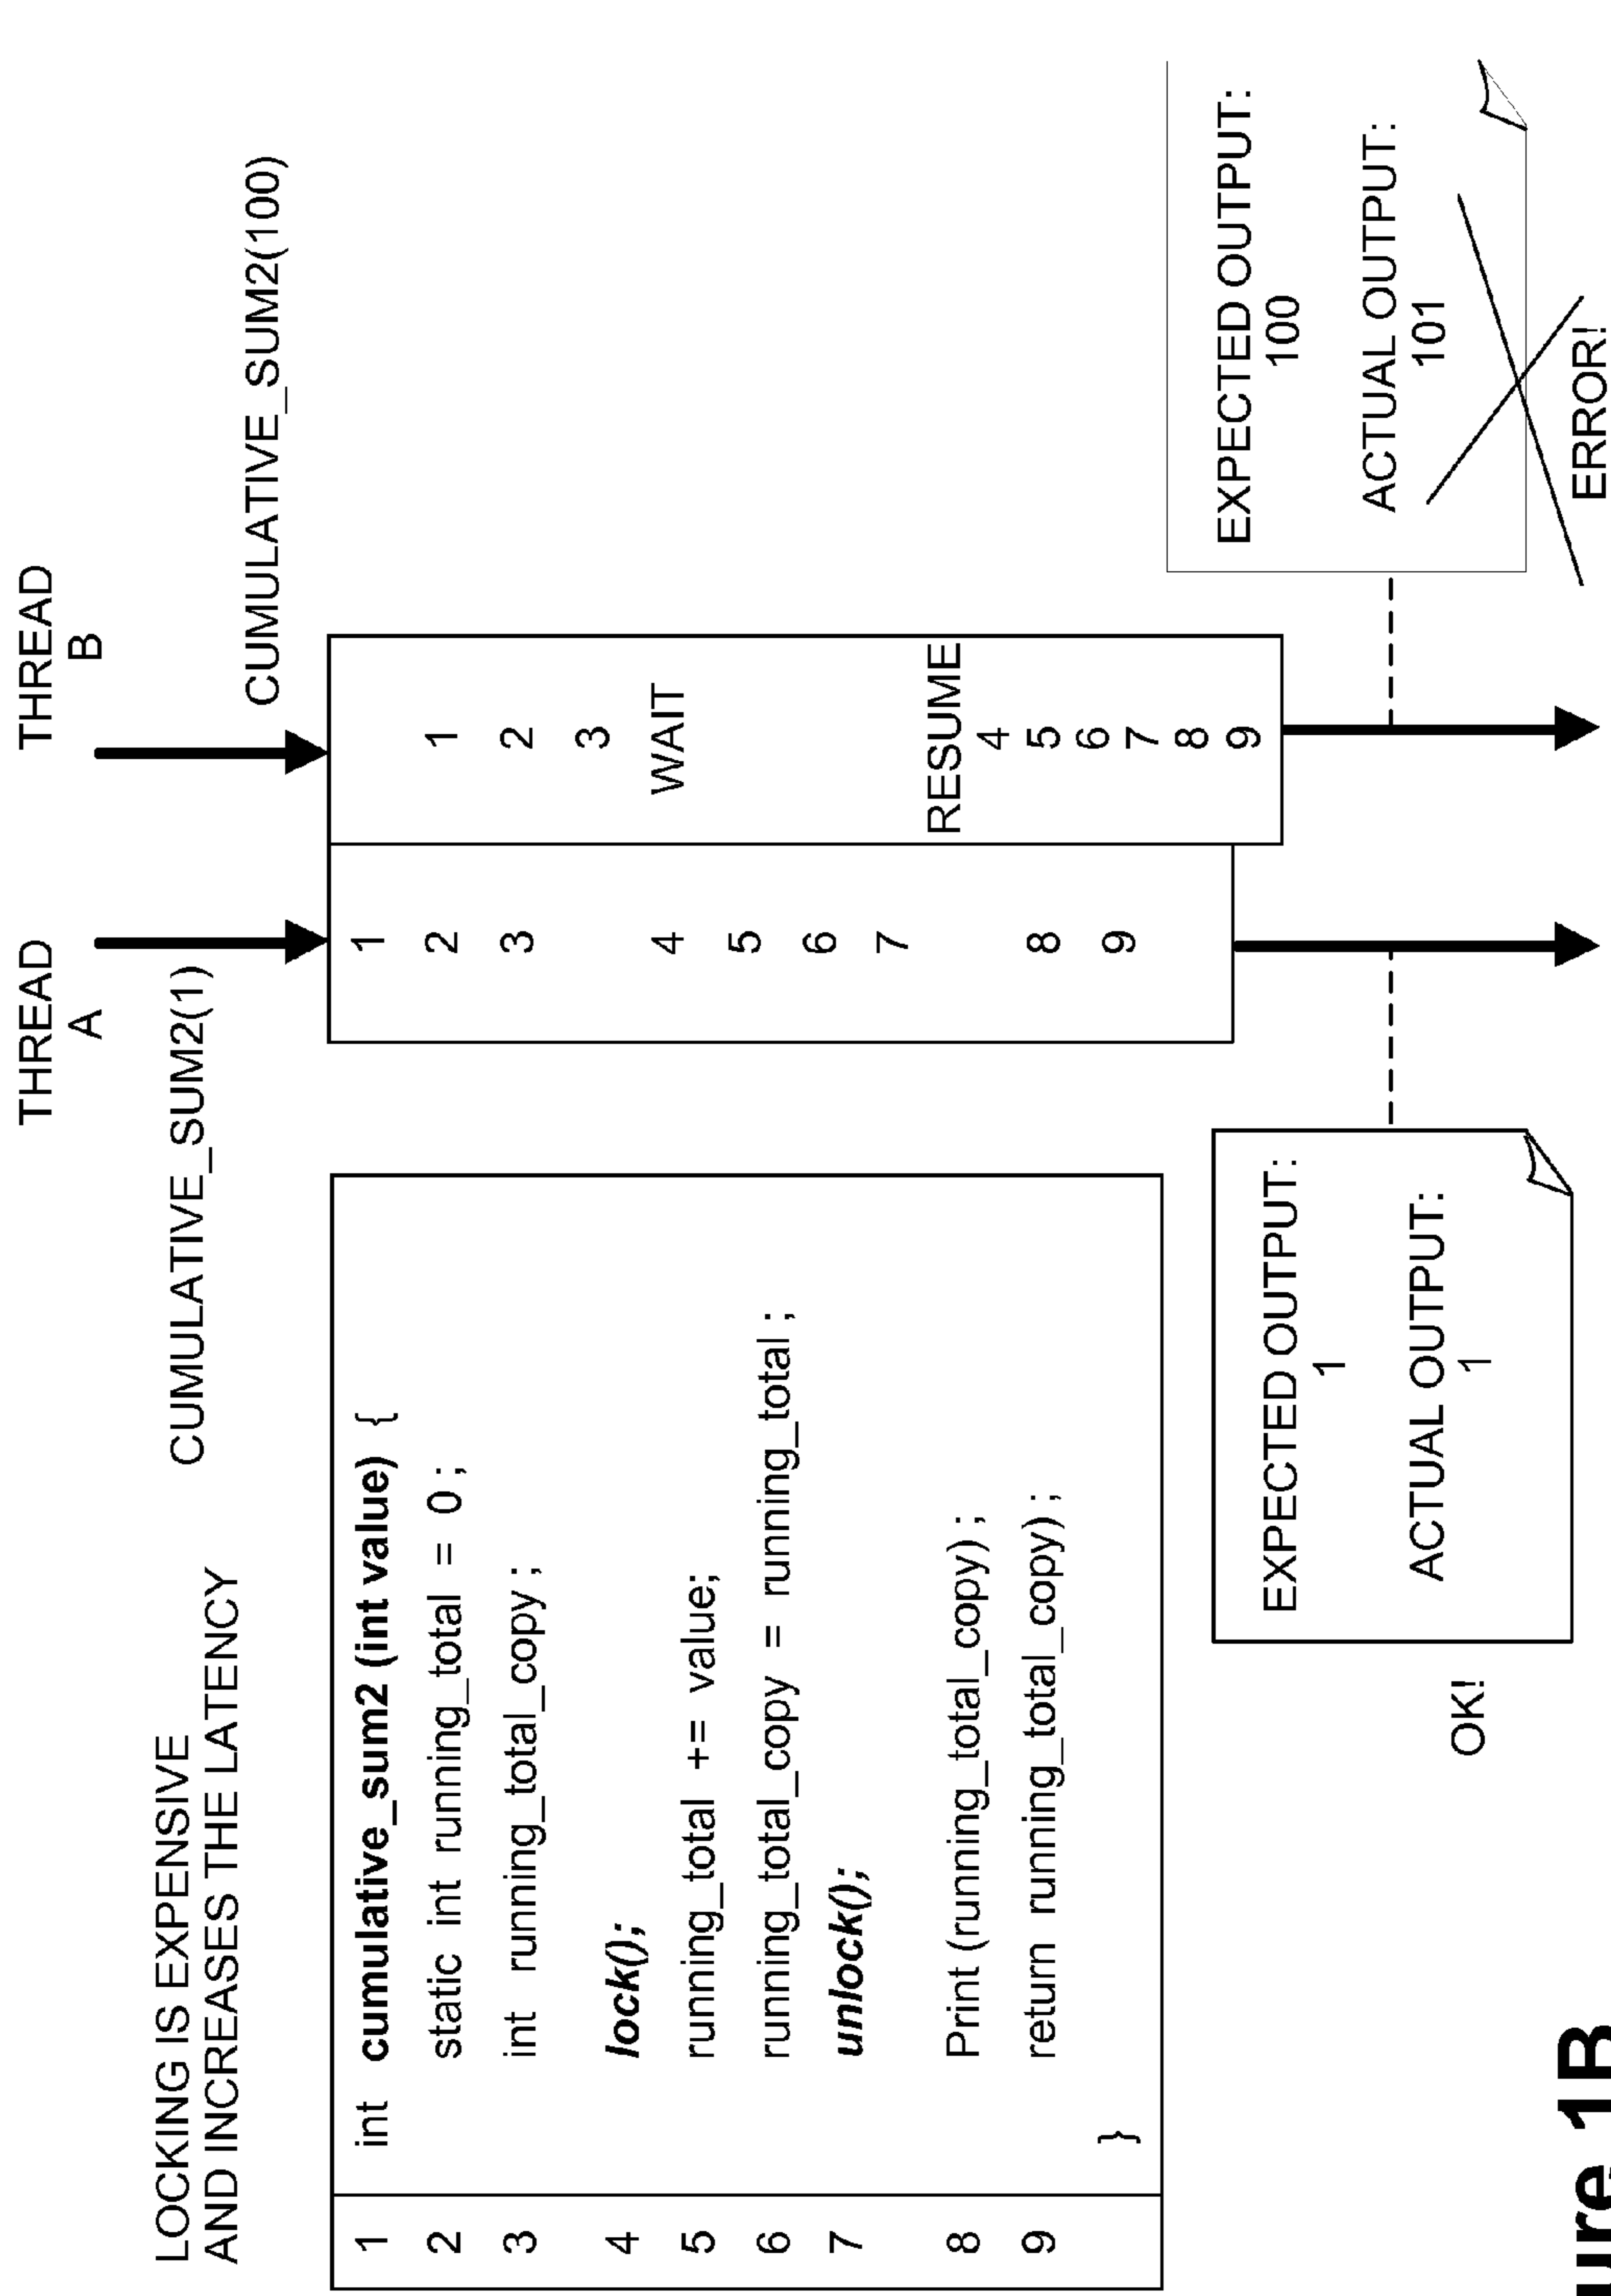 LOCKING IS EXPENSIVE
AND INCREASES THE LATENCY
THREAD
A
THREAD
B
CUMULATIVE_SUM2(1)
CUMULATIVE_SUM2(100)
1 int cumulative_sum2 (int value) {
2 static int running_total = 0 ;
3 int running_total_copy ;
4 lock();
5 running_total += value;
6 running_total_copy = running_total ;
7 unlock();
8 Print (running_total_copy) ;
9 return running_total_copy) ;
}
1
2
3
4
5
6
7
8
9
1
2
3
WAIT
RESUME
4
5
6
7
8
9
EXPECTED OUTPUT:
1
ACTUAL OUTPUT:
1
OK!
EXPECTED OUTPUT:
100
ACTUAL OUTPUT:
101
ERROR!
ure 1B